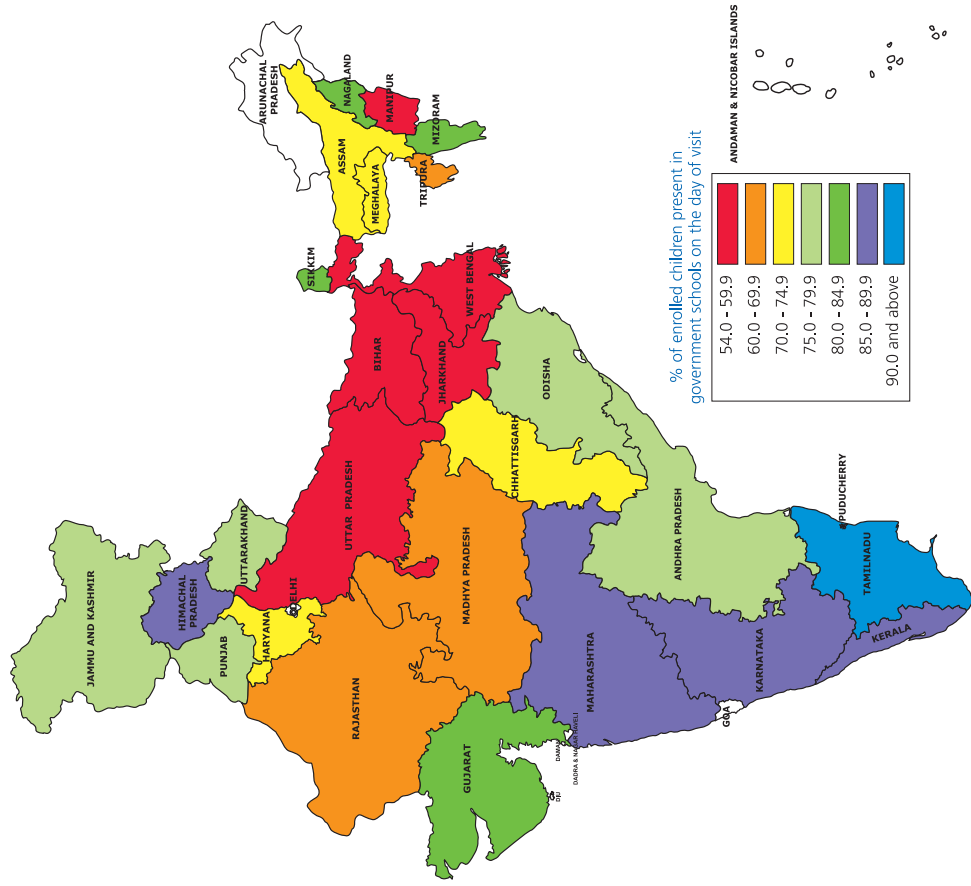 JAMMU AND KASHMIR
HIMACHAL
PRADESH
PUNJAB
UTTARAKHAND
HARYANA
DELHI
RAJASTHAN
UTTAR PRADESH
BIHAR
SIKKIM
ARUNACHAL
PRADESH
ASSAM
NAGALAND
MEGHALAYA
MANIPUR
TRIPURA
MIZORAM
WEST BENGAL
JHARKHAND
ODISHA
CHHATTISGARH
MADHYA PRADESH
GUJARAT
DIU
DAMAN
DADRA & NAGAR HAVELI
MAHARASHTRA
ANDHRA PRADESH
GOA
KARNATAKA
KERALA
TAMILNADU
PUDUCHERRY
ANDAMAN & NICOBAR ISLANDS
% of enrolled children present in
government schools on the day of visit
54.0 - 59.9
60.0 - 69.9
70.0 - 74.9
75.0 - 79.9
80.0 - 84.9
85.0 - 89.9
90.0 and above